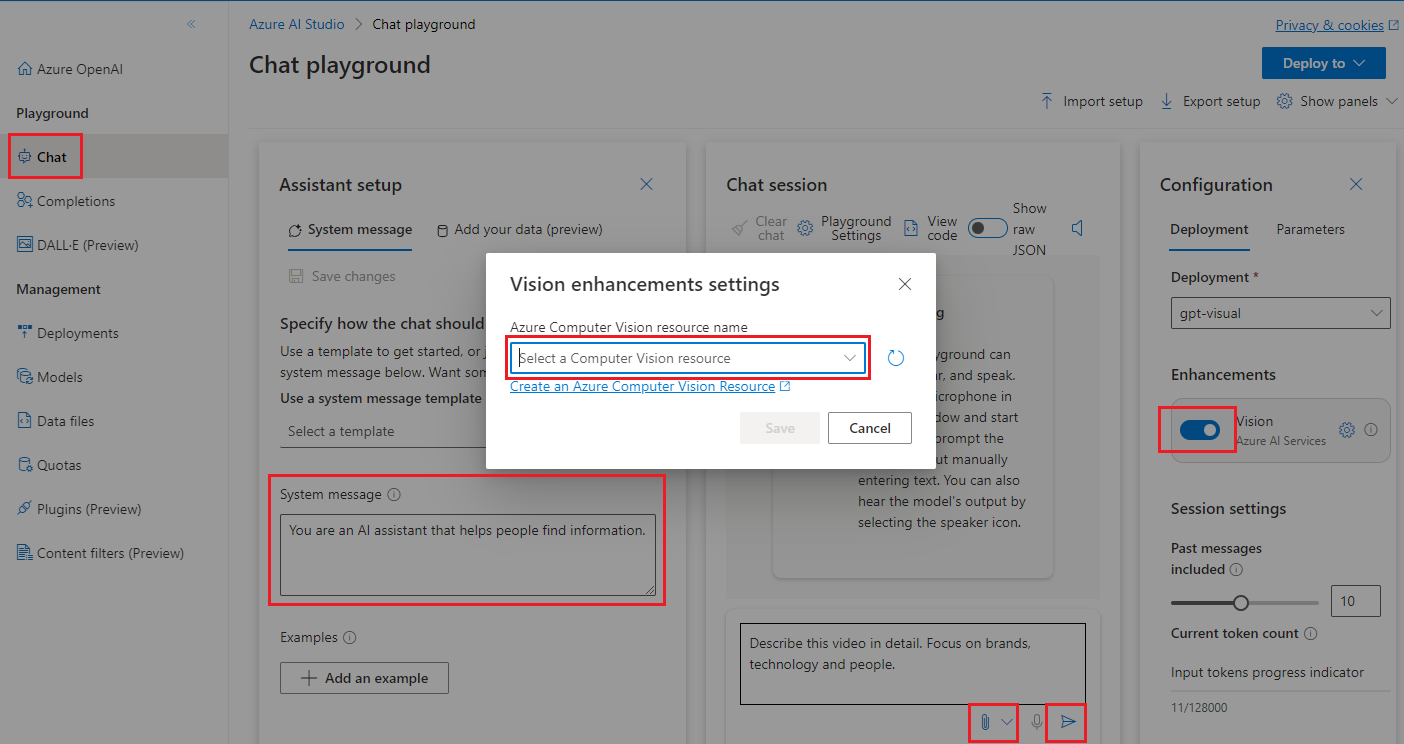 Azure AI Studio > Chat playground
Privacy & cookies
Chat playground
Deploy to
Import setup
Export setup
Show panels
Azure OpenAI
Playground
Chat
Completions
DALL·E (Preview)
Management
Deployments
Models
Data files
Quotas
Plugins (Preview)
Content filters (Preview)
Assistant setup
System message
Add your data (preview)
Save changes
Specify how the chat should
Use a template to get started, or
system message below. Want
Use a system message template
Select a template
System message
You are an AI assistant that helps people find information.
Examples
Add an example
Chat session
Clear
chat
Playground
Settings
View
code
Show
raw
JSON
and speak.
in
and start
prompt the
manually
entering text. You can also
hear the model's output by
selecting the speaker icon.
Describe this video in detail. Focus on brands,
technology and people.
Vision enhancements settings
Azure Computer Vision resource name
Select a Computer Vision resource
Create an Azure Computer Vision Resource
Save
Cancel
Configuration
Deployment
Parameters
Deployment *
gpt-visual
Enhancements
Vision
Azure AI Services
Session settings
Past messages
included
10
Current token count
Input tokens progress indicator
11/128000